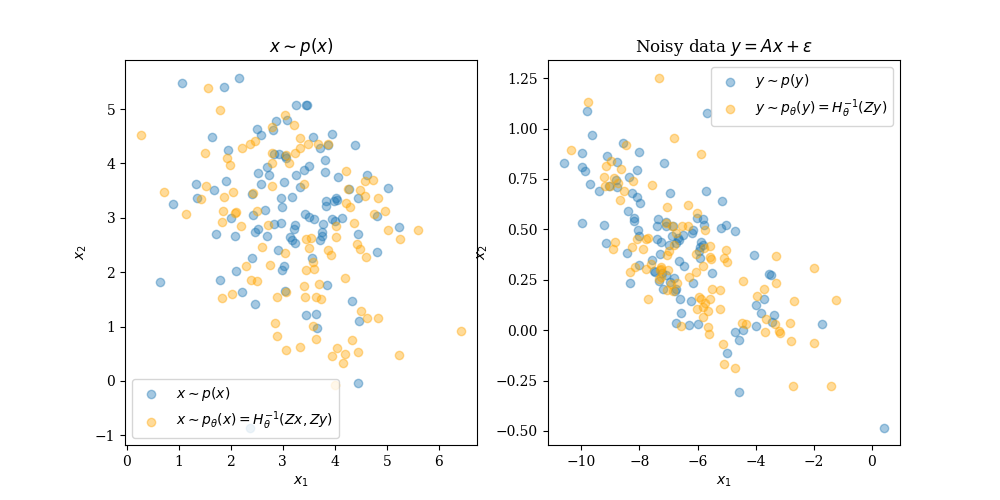 x ~ p(x)
Noisy data y = Ax + ε
5
4
3
2
1
0
−1
x₂
0 1 2 3 4 5 6
x₁
x ~ p(x)
x ~ p_θ(x) = H_θ^{-1}(Zx, Zy)
1.25
1.00
0.75
0.50
0.25
0.00
−0.25
−0.50
x₂
−10 −8 −6 −4 −2 0
x₁
y ~ p(y)
y ~ p_θ(y) = H_θ^{-1}(Zy)